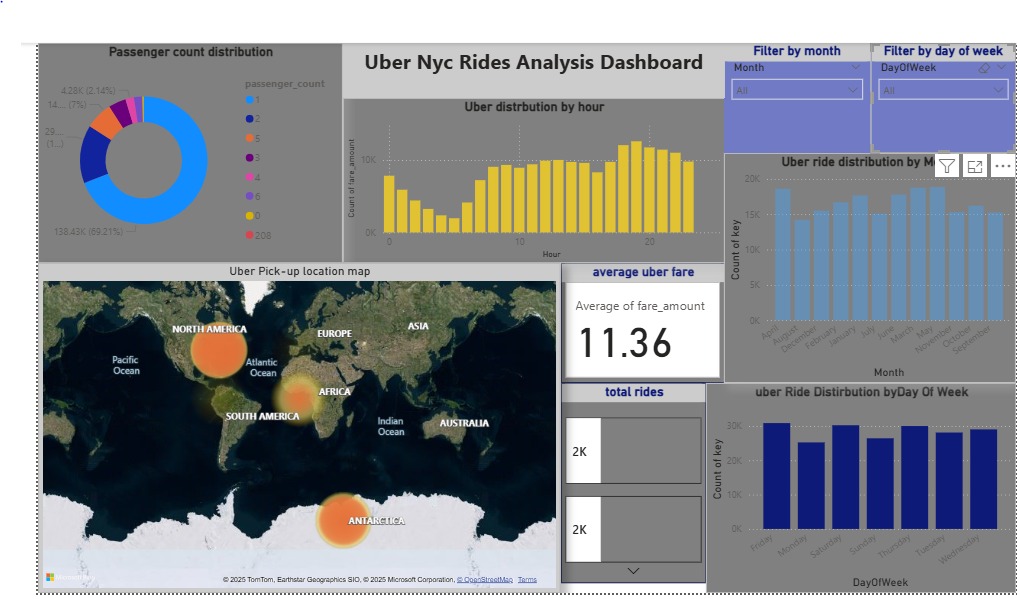 Passenger count distribution
passenger_count
1
2
5
3
4
6
0
208
4.28K (2.14%)
14.... (7%)
29...
(1...)
138.43K (69.21%)
Uber Nyc Rides Analysis Dashboard
Uber distrbution by hour
Count of fare_amount
10K
0K
0
10
20
Hour
Filter by month
Month
All
Filter by day of week
DayOfWeek
All
Uber ride distribution by Mo
Count of key
20K
15K
10K
5K
0K
April
August
December
February
January
July
June
March
May
November
October
September
Month
Uber Pick-up location map
NORTH AMERICA
EUROPE
ASIA
Pacific
Ocean
Atlantic
Ocean
AFRICA
SOUTH AMERICA
Indian
Ocean
AUSTRALIA
ANTARCTICA
© 2025 TomTom, Earthstar Geographics SIO, © 2025 Microsoft Corporation, © OpenStreetMap Terms
average uber fare
Average of fare_amount
11.36
total rides
2K
2K
uber Ride Distirbution byDay Of Week
Count of key
30K
20K
10K
0K
Friday
Monday
Saturday
Sunday
Thursday
Tuesday
Wednesday
DayOfWeek